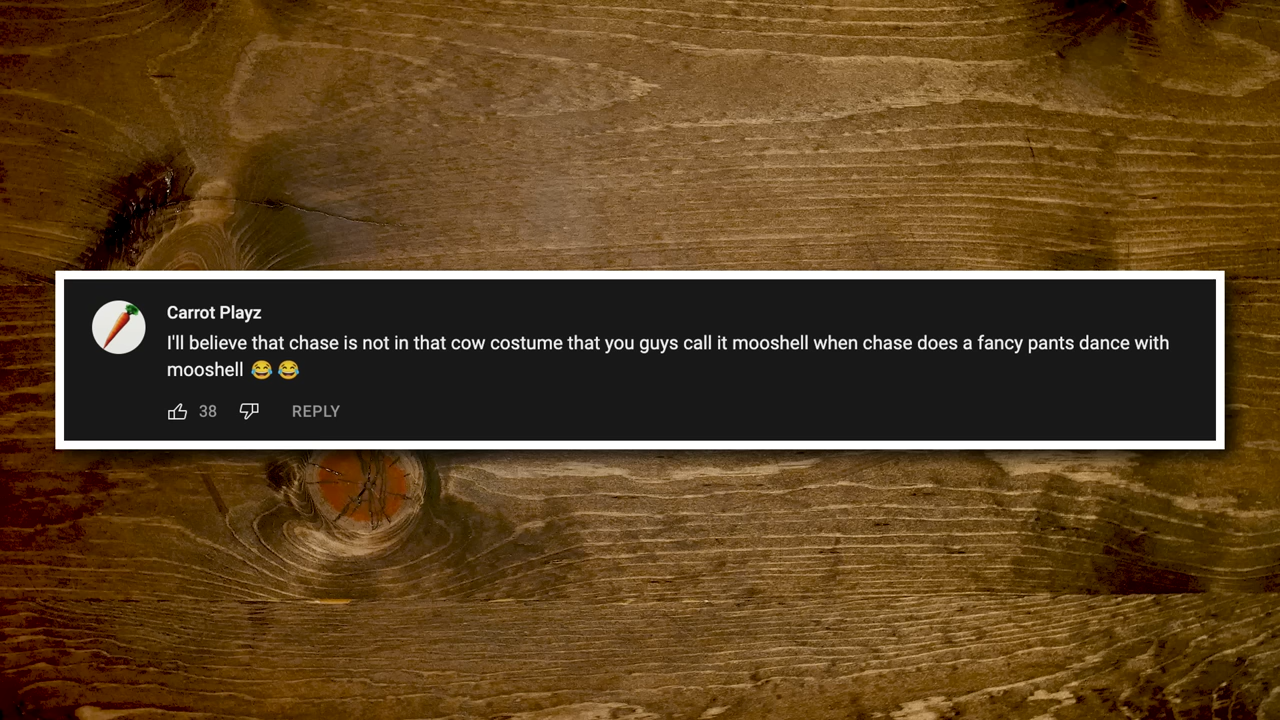 Carrot Playz
I'll believe that chase is not in that cow costume that you guys call it mooshell when chase does a fancy pants dance with
mooshell 😂 😂
38 REPLY